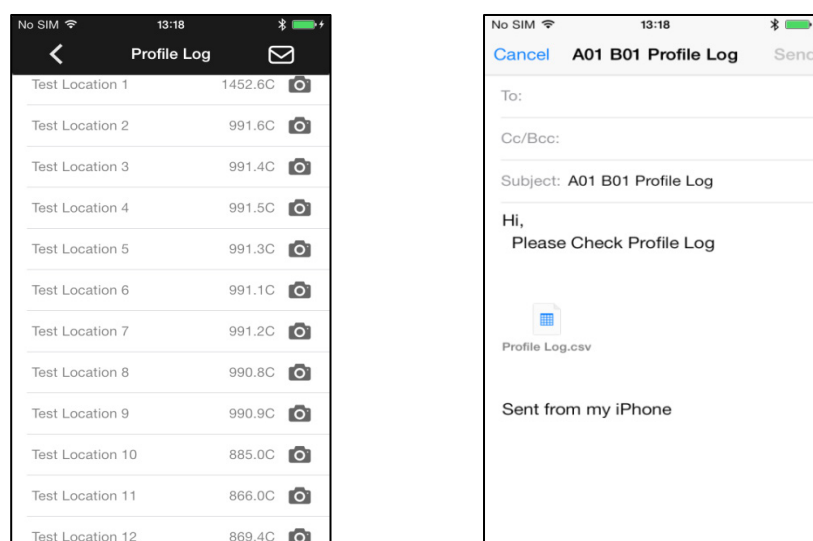 No SIM 13:18
Profile Log
Test Location 1 1452.6C
Test Location 2 991.6C
Test Location 3 991.4C
Test Location 4 991.5C
Test Location 5 991.3C
Test Location 6 991.1C
Test Location 7 991.2C
Test Location 8 990.8C
Test Location 9 990.9C
Test Location 10 885.0C
Test Location 11 866.0C
Test Location 12 869.4C
No SIM 13:18
Cancel A01 B01 Profile Log Send
To:
Cc/Bcc:
Subject: A01 B01 Profile Log
Hi,
Please Check Profile Log
Profile Log.csv
Sent from my iPhone